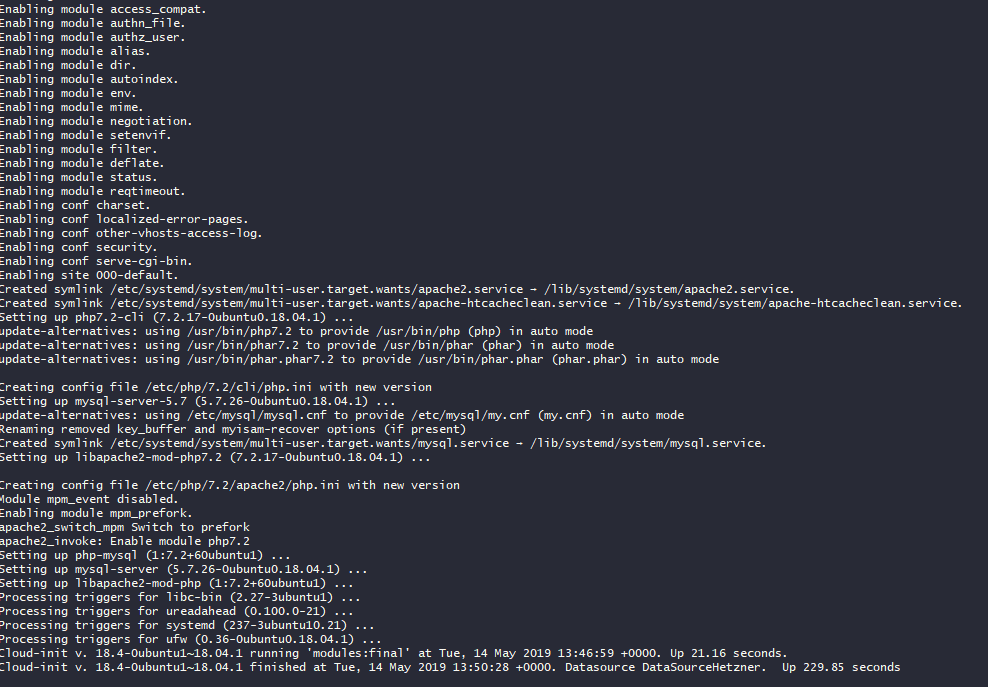 Enabling module access_compat.
Enabling module authn_file.
Enabling module authz_user.
Enabling module alias.
Enabling module dir.
Enabling module autoindex.
Enabling module env.
Enabling module mime.
Enabling module negotiation.
Enabling module setenvif.
Enabling module filter.
Enabling module deflate.
Enabling module status.
Enabling module reqtimeout.
Enabling conf charset.
Enabling conf localized-error-pages.
Enabling conf other-vhosts-access-log.
Enabling conf security.
Enabling conf serve-cgi-bin.
Enabling site 000-default.
Created symlink /etc/systemd/system/multi-user.target.wants/apache2.service → /lib/systemd/system/apache2.service.
Created symlink /etc/systemd/system/multi-user.target.wants/apache-htcacheclean.service → /lib/systemd/system/apache-htcacheclean.service.
Setting up php7.2-cli (7.2.17-0ubuntu0.18.04.1) ...
update-alternatives: using /usr/bin/php7.2 to provide /usr/bin/php (php) in auto mode
update-alternatives: using /usr/bin/phar7.2 to provide /usr/bin/phar (phar) in auto mode
update-alternatives: using /usr/bin/phar.phar7.2 to provide /usr/bin/phar.phar (phar.phar) in auto mode
Creating config file /etc/php/7.2/cli/php.ini with new version
Setting up mysql-server-5.7 (5.7.26-0ubuntu0.18.04.1) ...
update-alternatives: using /etc/mysql/mysql.cnf to provide /etc/mysql/my.cnf (my.cnf) in auto mode
Renaming removed key_buffer and myisam-recover options (if present)
Created symlink /etc/systemd/system/multi-user.target.wants/mysql.service → /lib/systemd/system/mysql.service.
Setting up libapache2-mod-php7.2 (7.2.17-0ubuntu0.18.04.1) ...
Creating config file /etc/php/7.2/apache2/php.ini with new version
Module mpm_event disabled.
Enabling module mpm_prefork.
apache2_switch_mpm Switch to prefork
apache2_invoke: Enable module php7.2
Setting up php-mysql (1:7.2+60ubuntu1) ...
Setting up mysql-server (5.7.26-0ubuntu0.18.04.1) ...
Setting up libapache2-mod-php (1:7.2+60ubuntu1) ...
Processing triggers for libc-bin (2.27-3ubuntu1) ...
Processing triggers for ureadahead (0.100.0-21) ...
Processing triggers for systemd (237-3ubuntu10.21) ...
Processing triggers for ufw (0.36-0ubuntu0.18.04.1) ...
Cloud-init v. 18.4-0ubuntu1~18.04.1 running 'modules:final' at Tue, 14 May 2019 13:46:59 +0000. Up 21.16 seconds.
Cloud-init v. 18.4-0ubuntu1~18.04.1 finished at Tue, 14 May 2019 13:50:28 +0000. Datasource DataSourceHetzner.  Up 229.85 seconds